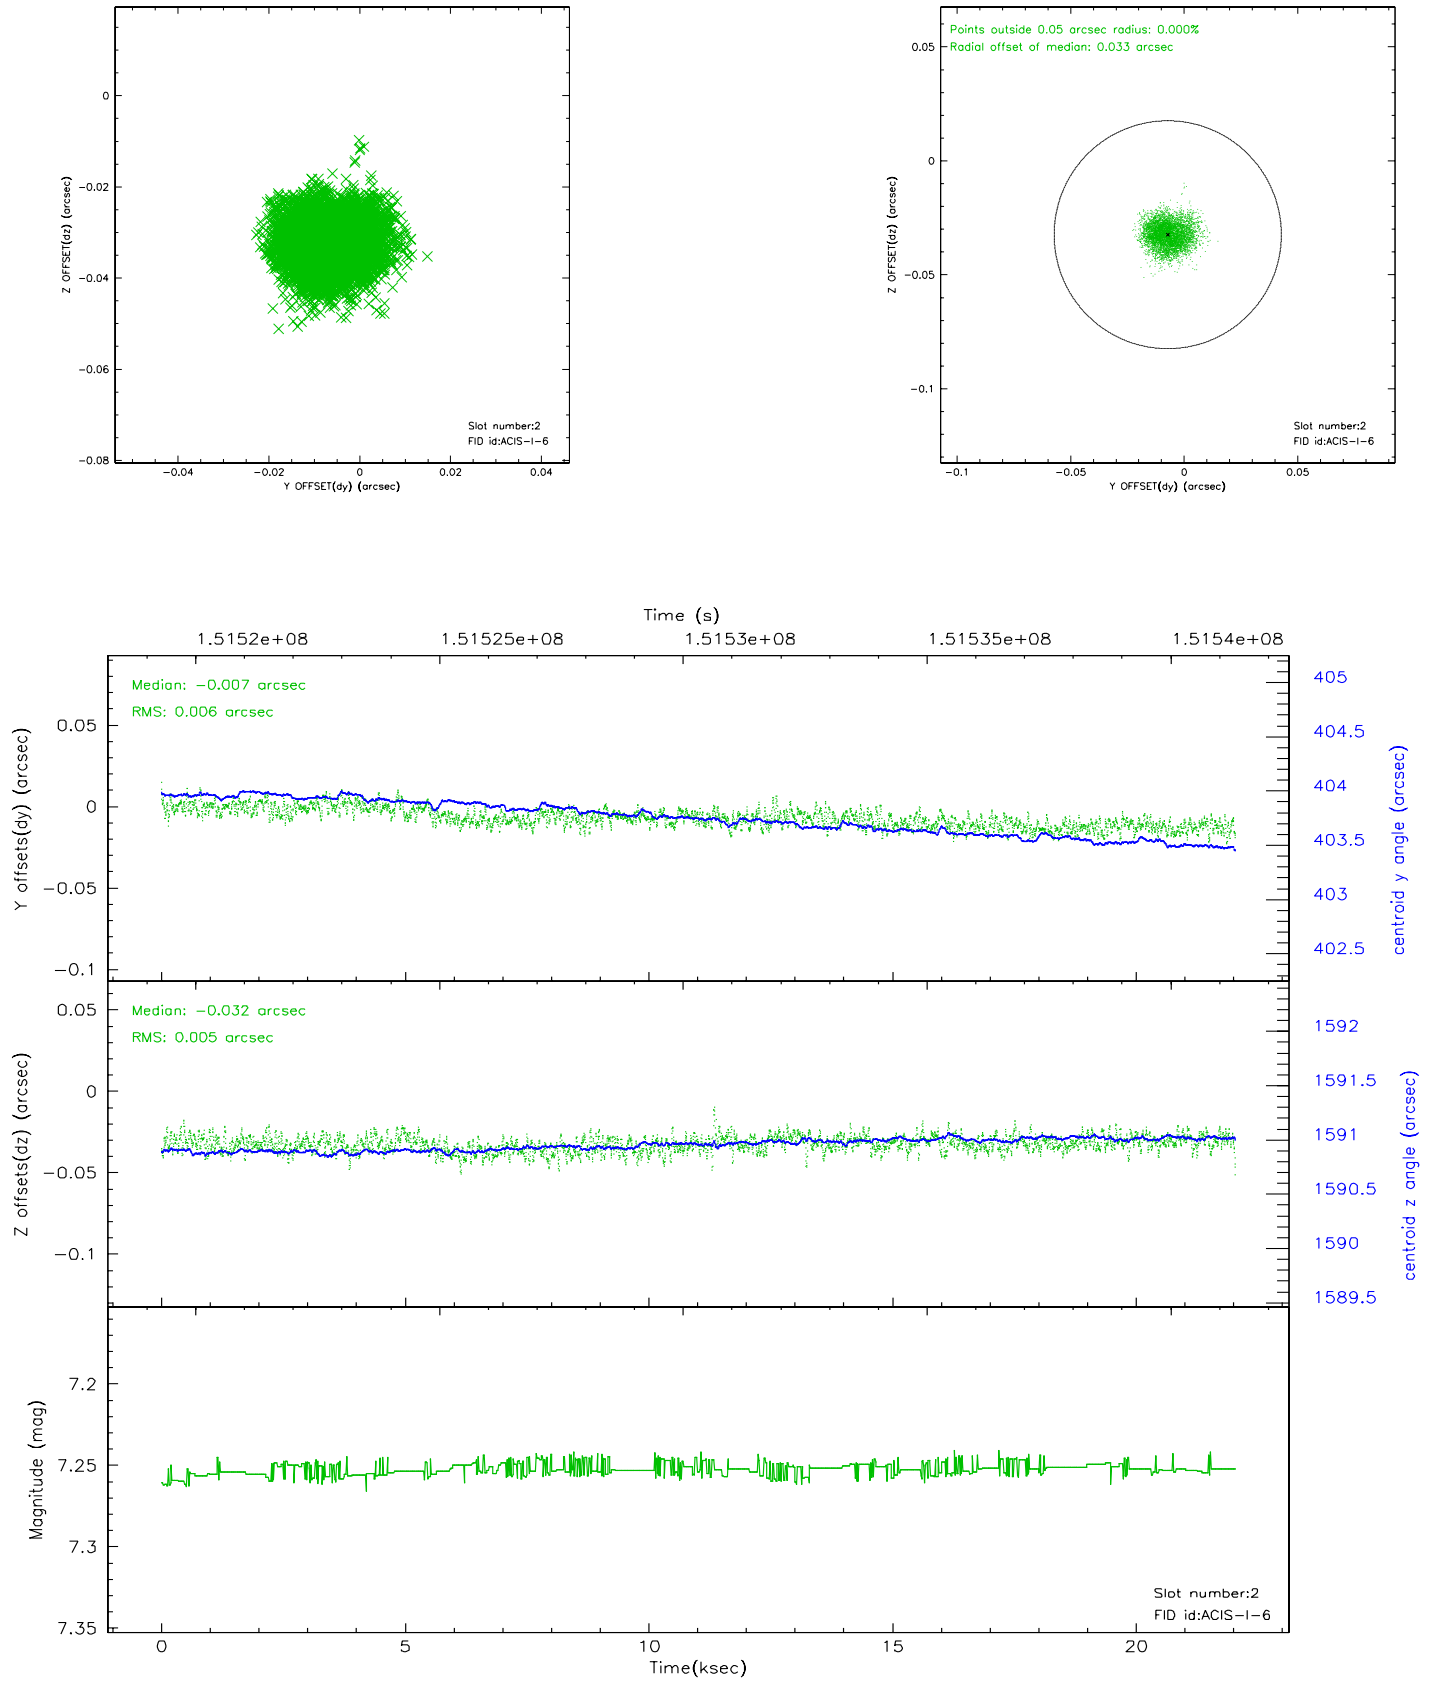 0
-0.02
-0.04
-0.06
-0.08
Z OFFSET(dz) (arcsec)
Slot number:2
FID id:ACIS-I-6
-0.04 -0.02 0 0.02 0.04
Y OFFSET(dy) (arcsec)
Points outside 0.05 arcsec radius: 0.000%
Radial offset of median: 0.033 arcsec
0.05
0
-0.05
-0.1
Z OFFSET(dz) (arcsec)
Slot number:2
FID id:ACIS-I-6
-0.1 -0.05 0 0.05
Y OFFSET(dy) (arcsec)
Time (s)
1.5152e+08 1.51525e+08 1.5153e+08 1.51535e+08 1.5154e+08
Median: -0.007 arcsec
RMS: 0.006 arcsec
0.05
0
-0.05
-0.1
Y offsets(dy) (arcsec)
405
404.5
404
403.5
403
402.5
centroid y angle (arcsec)
Median: -0.032 arcsec
RMS: 0.005 arcsec
0.05
0
-0.05
-0.1
Z offsets(dz) (arcsec)
1592
1591.5
1591
1590.5
1590
1589.5
centroid z angle (arcsec)
7.2
7.25
7.3
7.35
Magnitude (mag)
Slot number:2
FID id:ACIS-I-6
0 5 10 15 20
Time(ksec)